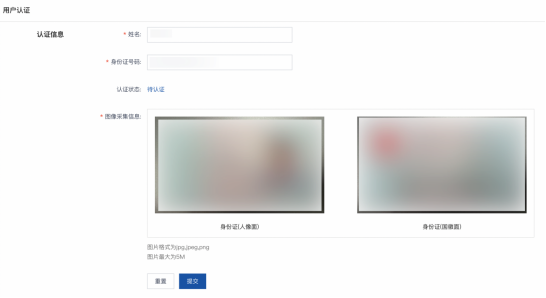 用户认证
认证信息
* 姓名:
* 身份证号码:
认证状态: 待认证
* 图像采集信息:
身份证(人像面) 身份证(国徽面)
图片格式为jpg,jpeg,png
图片最大为5M
重置 提交